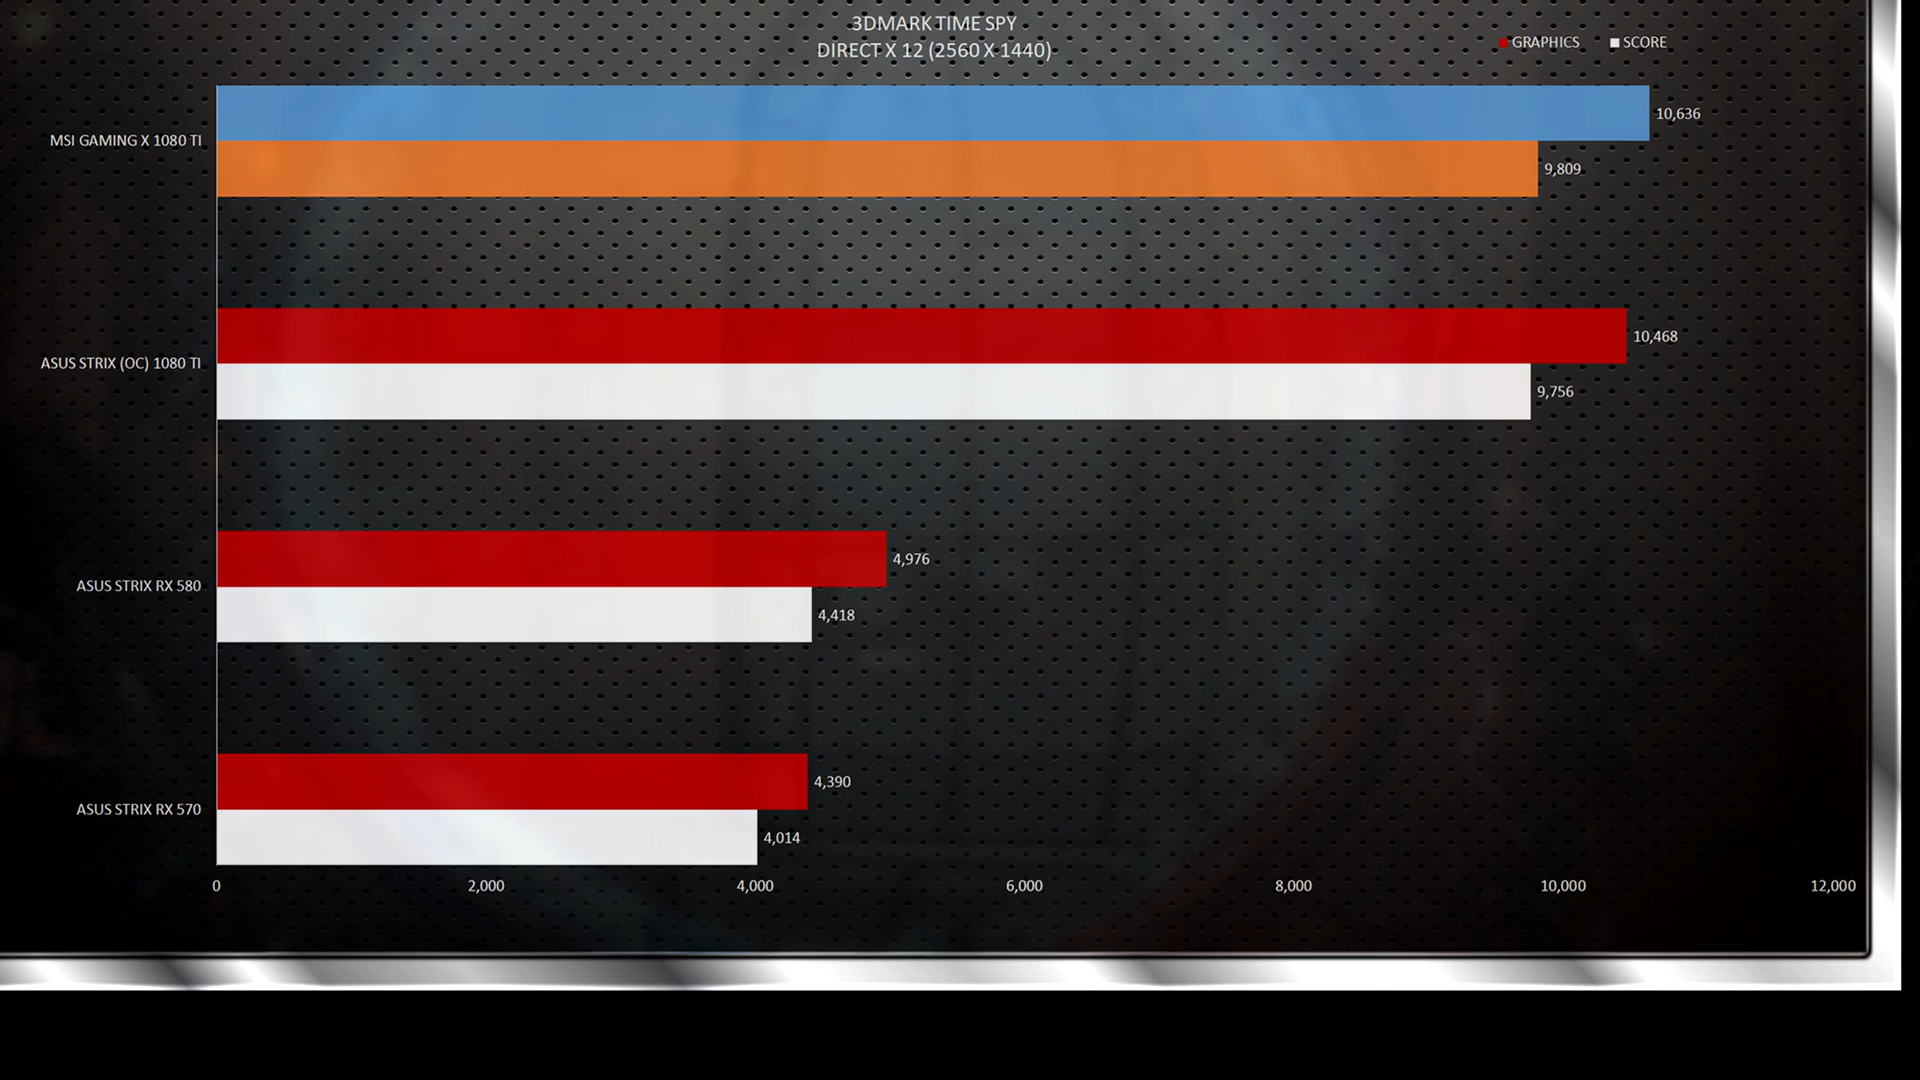 3DMARK TIME SPY
DIRECT X 12 (2560 X 1440)
GRAPHICS
SCORE
MSI GAMING X 1080 TI
10,636
9,809
ASUS STRIX (OC) 1080 TI
10,468
9,756
ASUS STRIX RX 580
4,976
4,418
ASUS STRIX RX 570
4,390
4,014
0 2,000 4,000 6,000 8,000 10,000 12,000